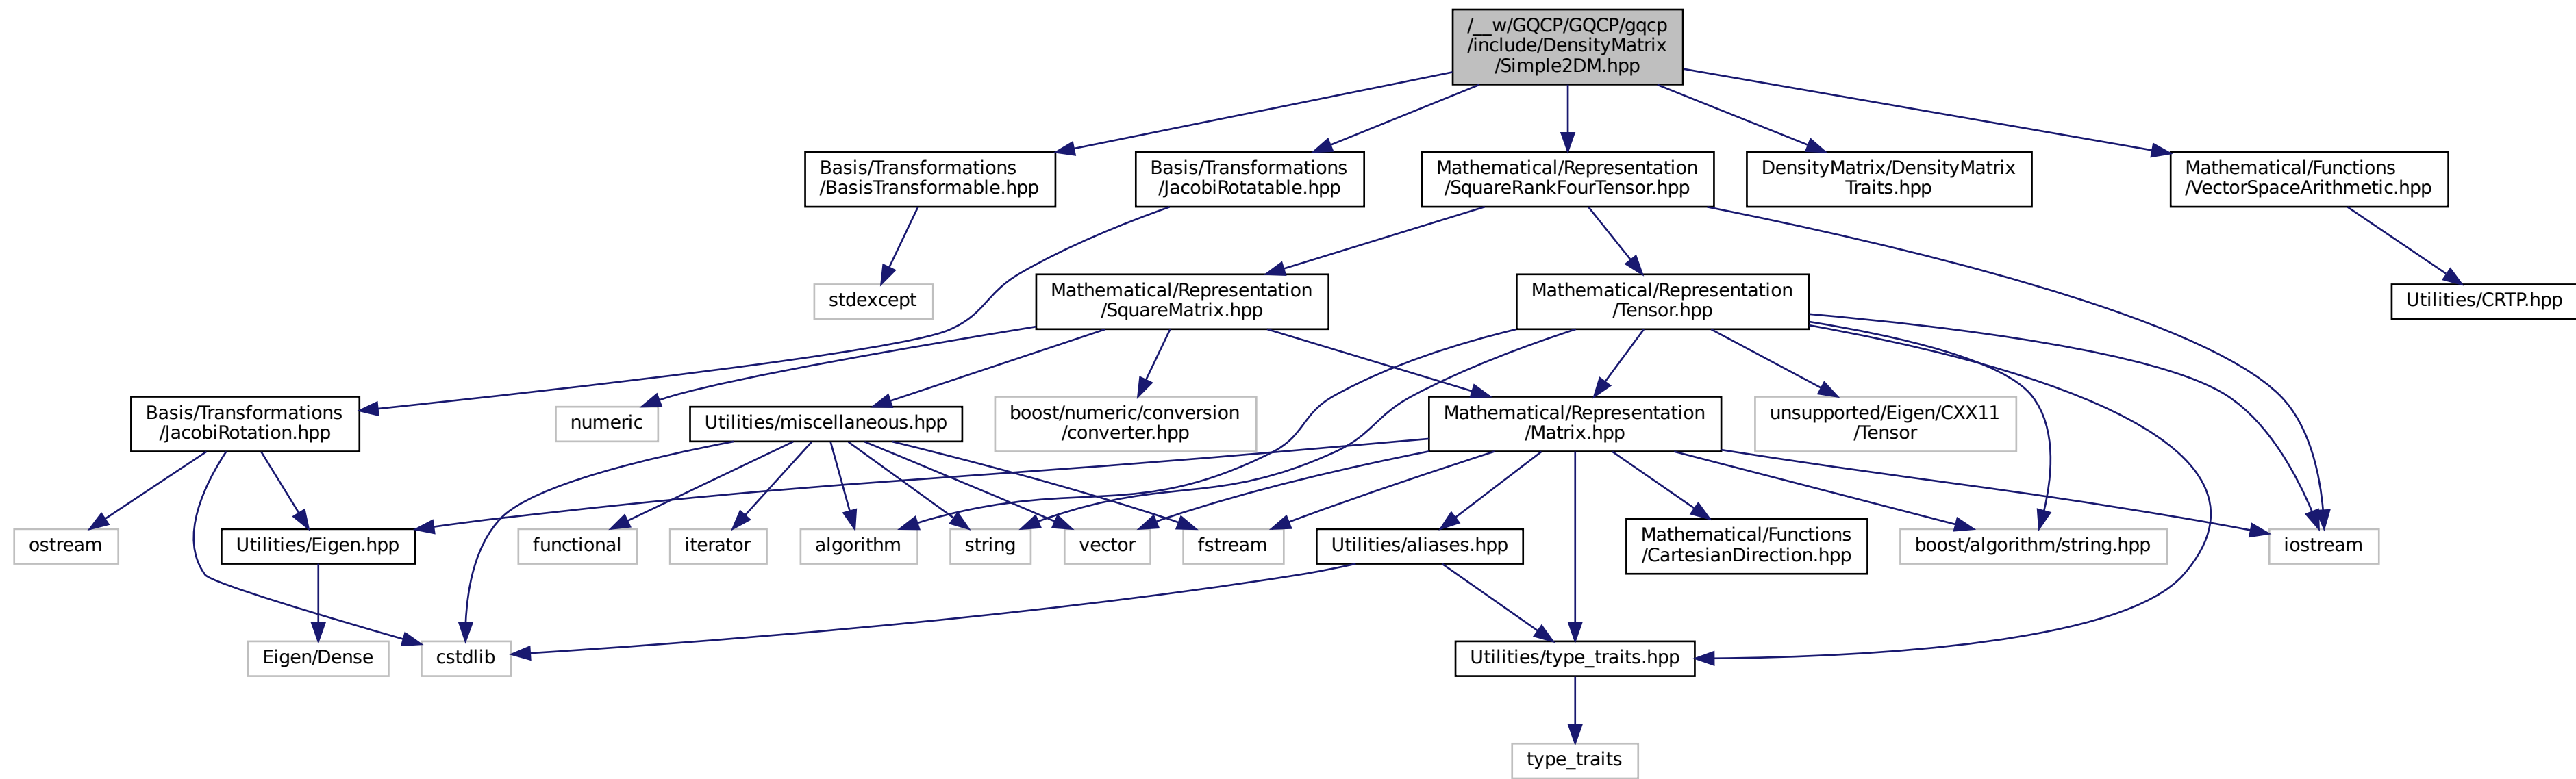 /__w/GQCP/GQCP/gqcp
/include/DensityMatrix
/Simple2DM.hpp
Basis/Transformations
/BasisTransformable.hpp
Basis/Transformations
/JacobiRotatable.hpp
Mathematical/Representation
/SquareRankFourTensor.hpp
DensityMatrix/DensityMatrix
Traits.hpp
Mathematical/Functions
/VectorSpaceArithmetic.hpp
stdexcept
Mathematical/Representation
/SquareMatrix.hpp
Mathematical/Representation
/Tensor.hpp
Utilities/CRTP.hpp
Basis/Transformations
/JacobiRotation.hpp
numeric
Utilities/miscellaneous.hpp
boost/numeric/conversion
/converter.hpp
Mathematical/Representation
/Matrix.hpp
unsupported/Eigen/CXX11
/Tensor
ostream
Utilities/Eigen.hpp
functional
iterator
algorithm
string
vector
fstream
Utilities/aliases.hpp
Mathematical/Functions
/CartesianDirection.hpp
boost/algorithm/string.hpp
iostream
Eigen/Dense
cstdlib
Utilities/type_traits.hpp
type_traits